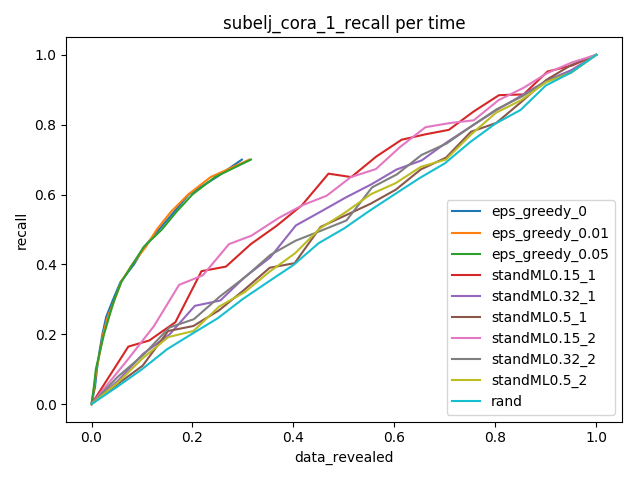 subelj_cora_1_recall per time
recall
1.0
0.8
0.6
0.4
0.2
0.0
0.0 0.2 0.4 0.6 0.8 1.0
data_revealed
eps_greedy_0
eps_greedy_0.01
eps_greedy_0.05
standML0.15_1
standML0.32_1
standML0.5_1
standML0.15_2
standML0.32_2
standML0.5_2
rand